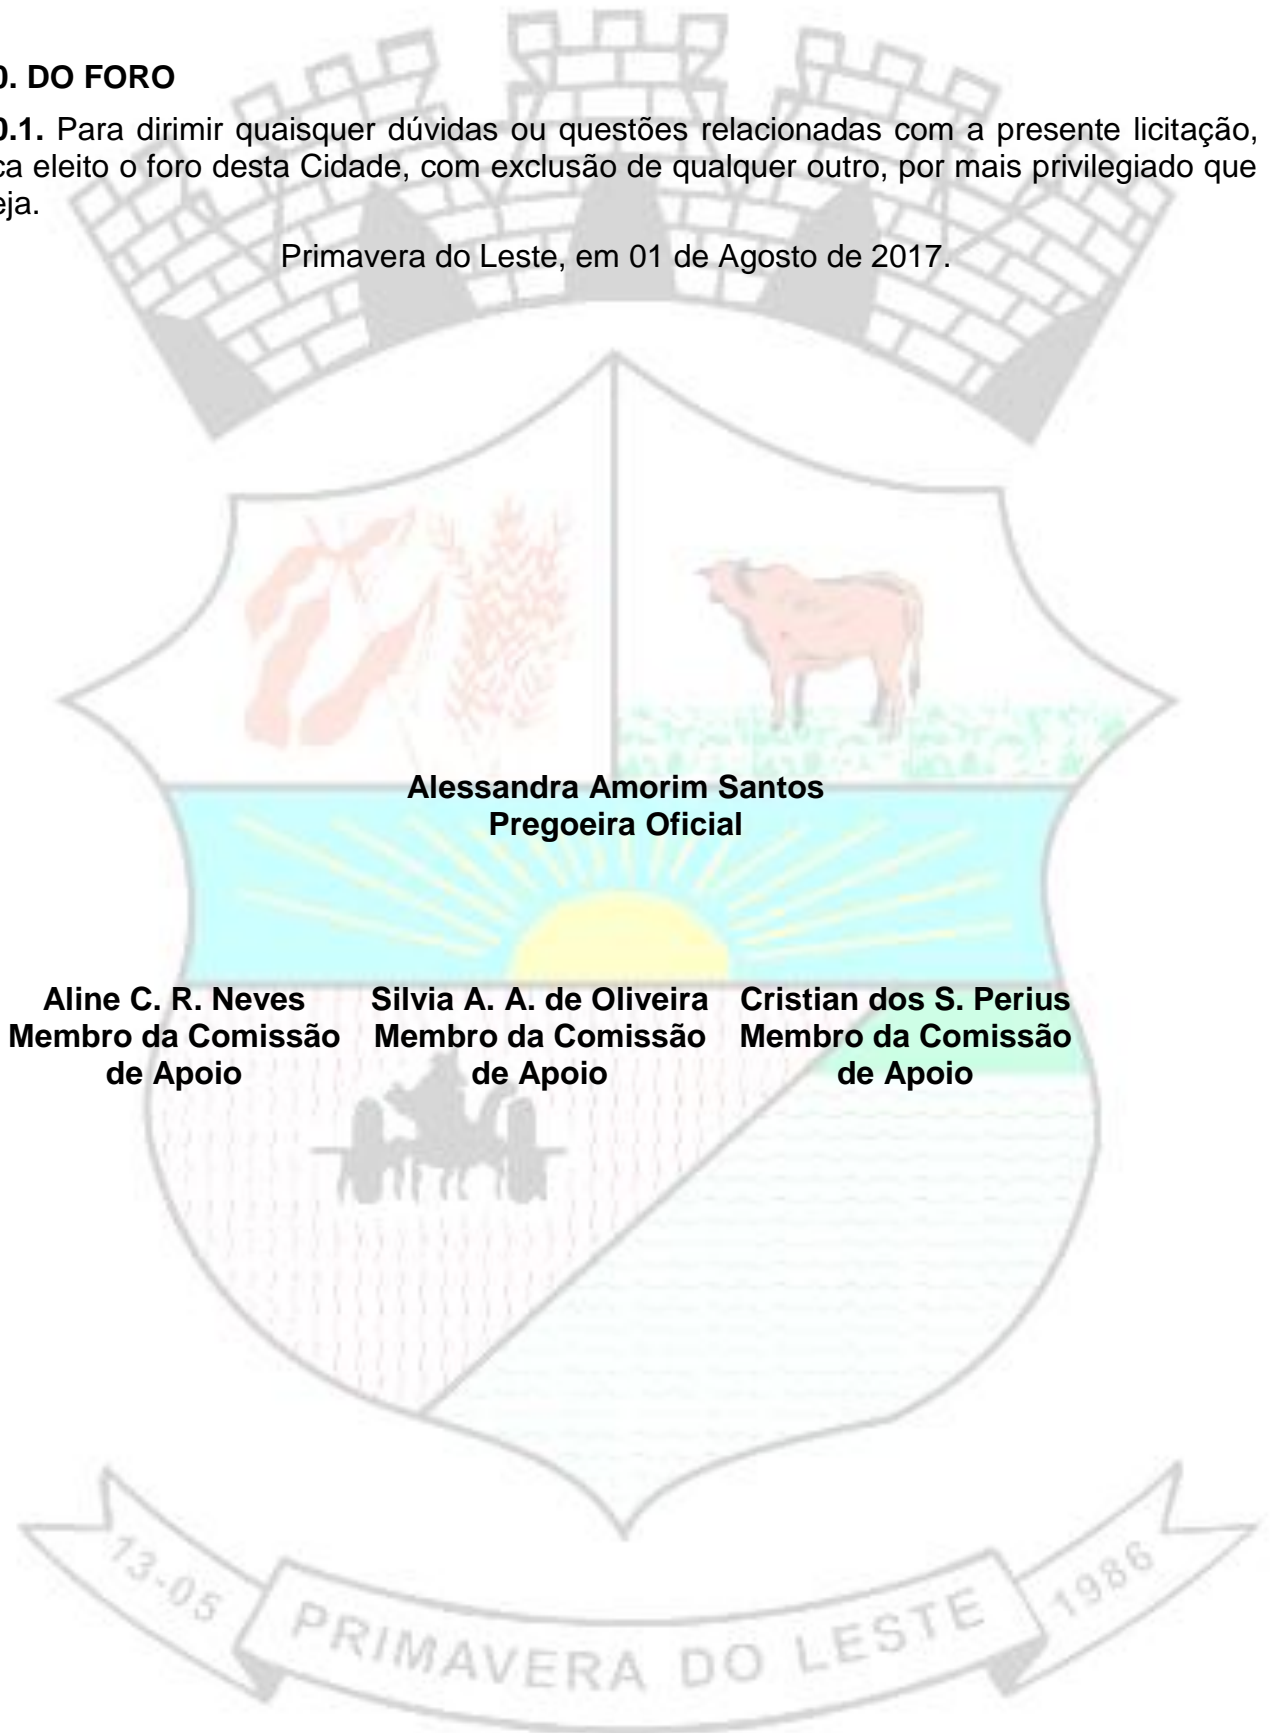 0. DO FORO
0.1. Para dirimir quaisquer dúvidas ou questões relacionadas com a presente licitação,
ca eleito o foro desta Cidade, com exclusão de qualquer outro, por mais privilegiado que
eja.
Primavera do Leste, em 01 de Agosto de 2017.
Alessandra Amorim Santos
Pregoeira Oficial
Aline C. R. Neves Silvia A. A. de Oliveira Cristian dos S. Perius
Membro da Comissão Membro da Comissão Membro da Comissão
de Apoio de Apoio de Apoio
13-05 PRIMAVERA DO LESTE 1986